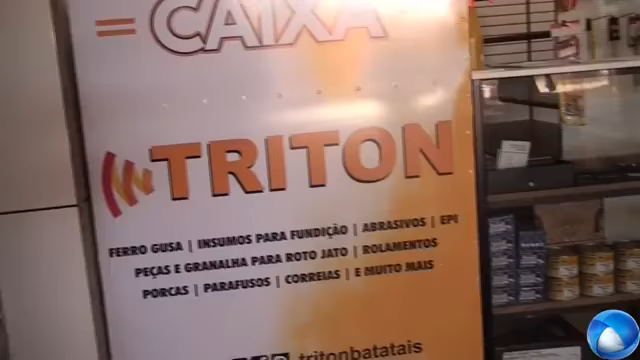 CAIXA
TRITON
FERRO GUSA | INSUMOS PARA FUNDIÇÃO | ABRASIVOS | EPI
PEÇAS E GRANALHA PARA ROTO JATO | ROLAMENTOS
PORCAS | PARAFUSOS | CORREIAS | E MUITO MAIS
tritonbatatais